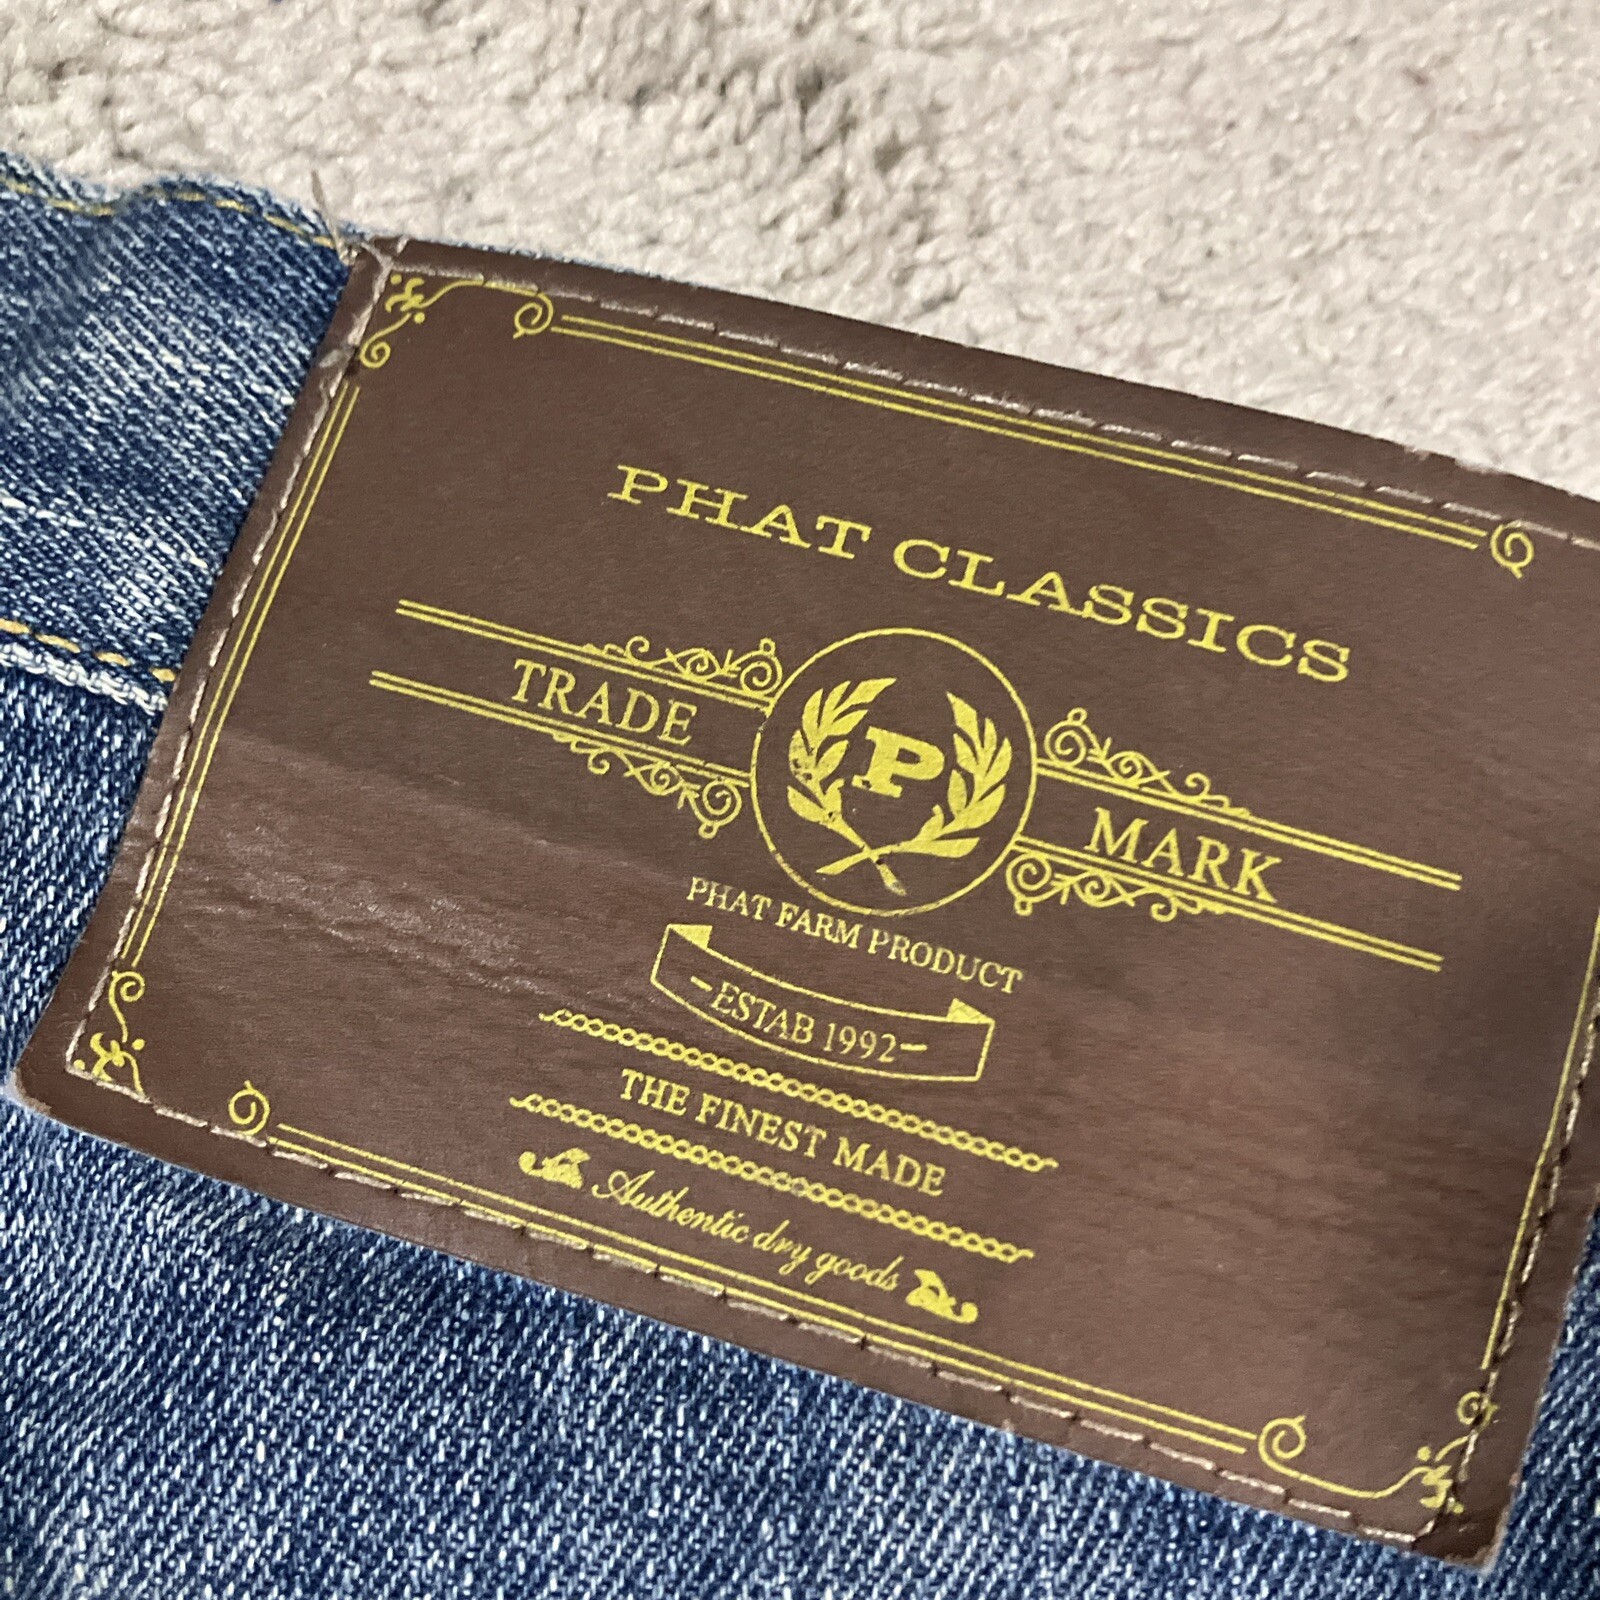 PHAT CLASSICS
TRADE P MARK
PHAT FARM PRODUCT
-ESTAB 1992-
THE FINEST MADE
Authentic dry goods